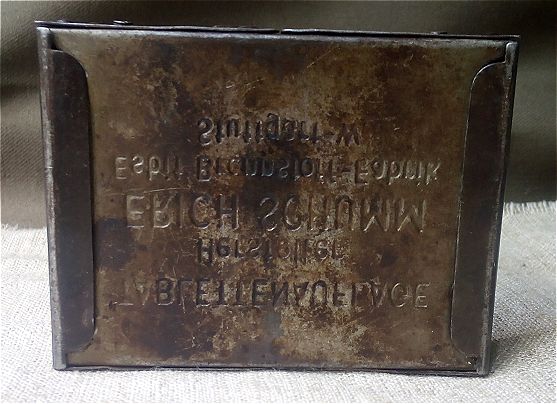 TABLETTENAUFLAGE
Hersteller
ERICH SCHUMM
Esbit Brennstoff-Fabrik
Stuttgart-W